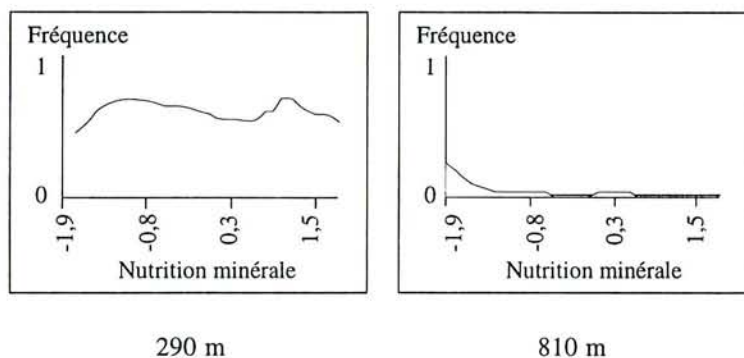 Fréquence
1
0
-1,9
-0,8
0,3
1,5
Nutrition minérale
290 m
Fréquence
1
0
-1,9
-0,8
0,3
1,5
Nutrition minérale
810 m